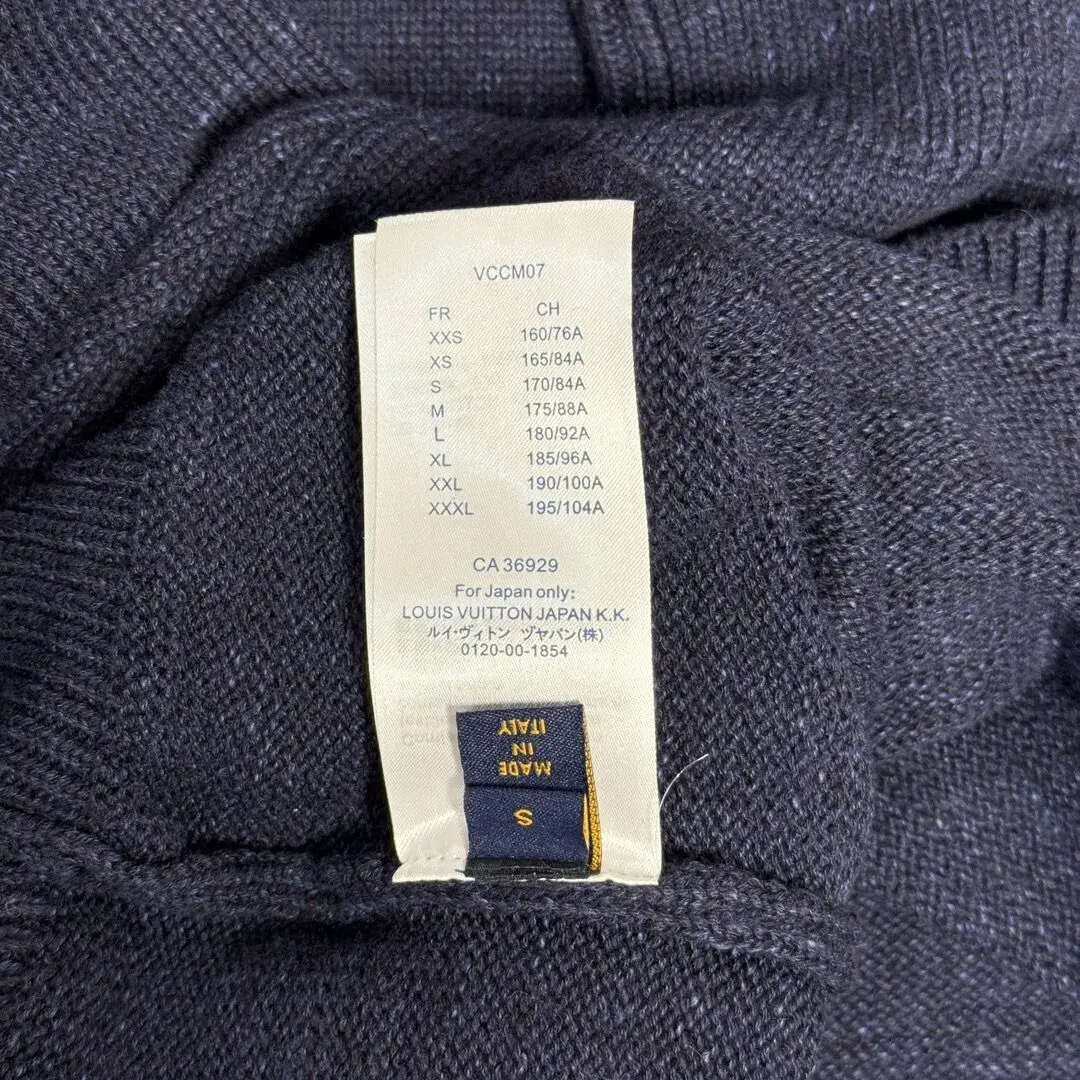 VCCM07
FR CH
XXS 160/76A
XS 165/84A
S 170/84A
M 175/88A
L 180/92A
XL 185/96A
XXL 190/100A
XXXL 195/104A
CA 36929
For Japan only:
LOUIS VUITTON JAPAN K.K.
ルイ·ヴィトン ヅヤパン(株)
0120-00-1854
MADE
IN
ITALY
S